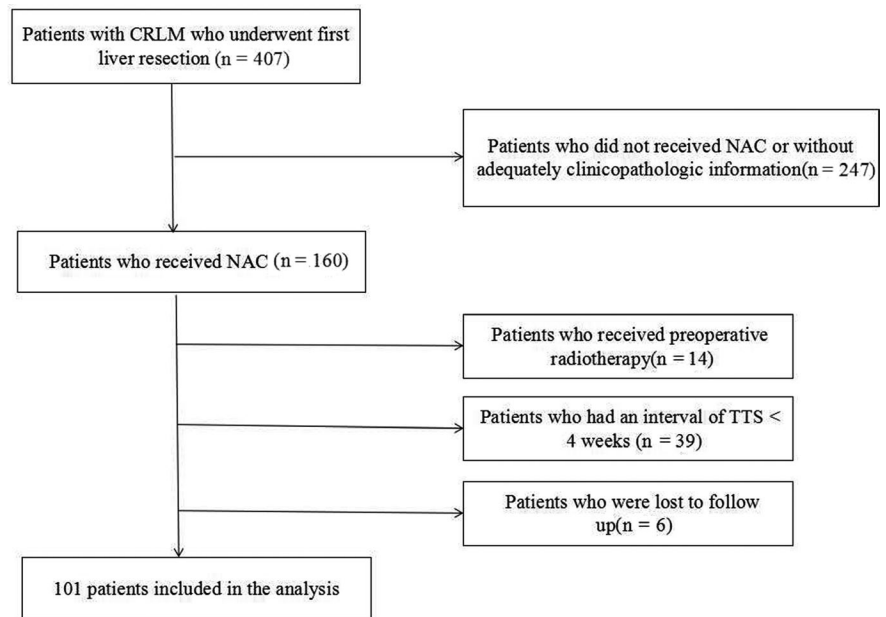 Patients with CRLM who underwent first
liver resection (n = 407)
Patients who did not received NAC or without
adequately clinicopathologic information(n = 247)
Patients who received NAC (n = 160)
Patients who received preoperative
radiotherapy(n = 14)
Patients who had an interval of TTS <
4 weeks (n = 39)
Patients who were lost to follow
up(n = 6)
101 patients included in the analysis